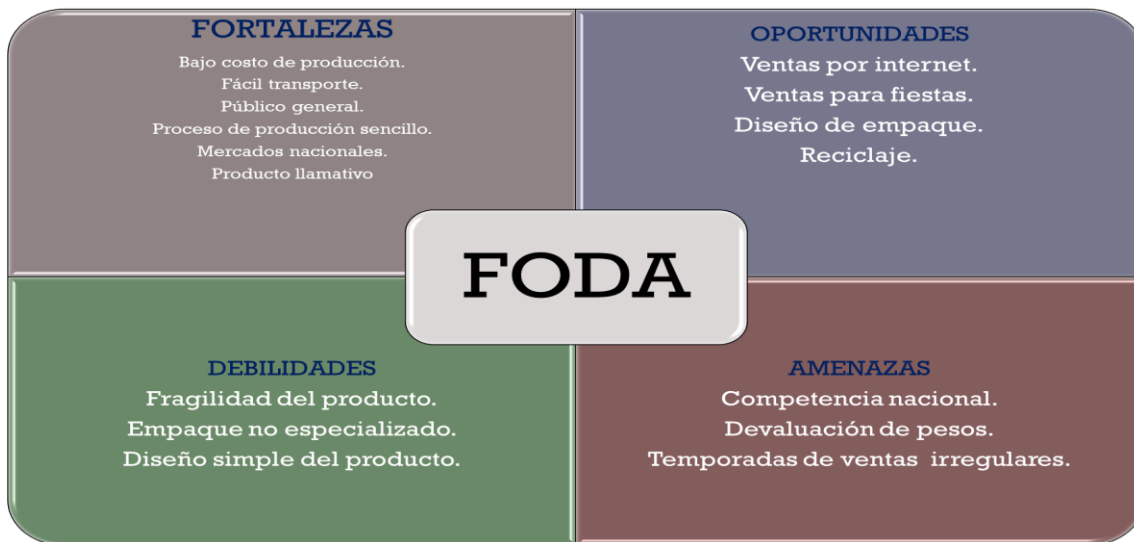 FORTALEZAS
Bajo costo de producción.
Fácil transporte.
Público general.
Proceso de producción sencillo.
Mercados nacionales.
Producto llamativo
OPORTUNIDADES
Ventas por internet.
Ventas para fiestas.
Diseño de empaque.
Reciclaje.
FODA
DEBILIDADES
Fragilidad del producto.
Empaque no especializado.
Diseño simple del producto.
AMENAZAS
Competencia nacional.
Devaluación de pesos.
Temporadas de ventas irregulares.